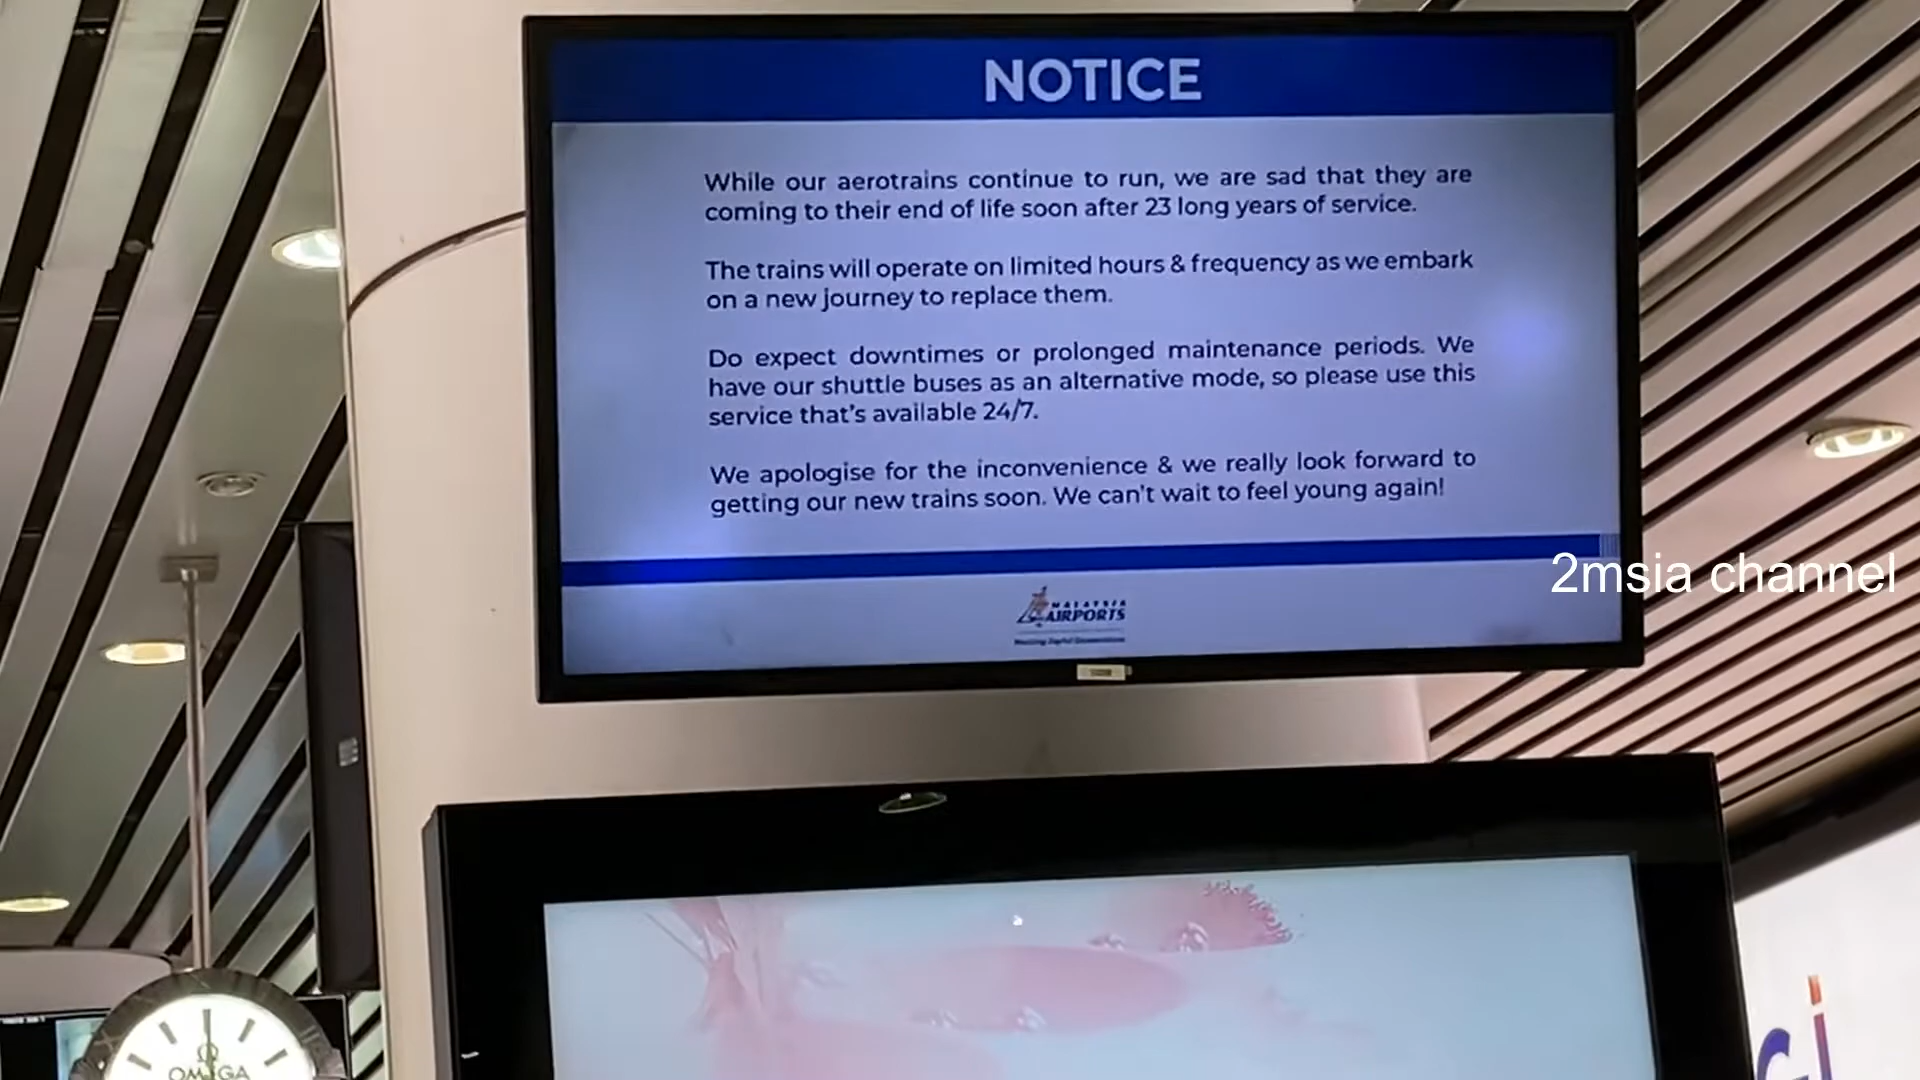 NOTICE
While our aerotrains continue to run, we are sad that they are
coming to their end of life soon after 23 long years of service.
The trains will operate on limited hours & frequency as we embark
on a new journey to replace them.
Do expect downtimes or prolonged maintenance periods. We
have our shuttle buses as an alternative mode, so please use this
service that's available 24/7.
We apologise for the inconvenience & we really look forward to
getting our new trains soon. We can't wait to feel young again!
2msia channel
MALAYSIA
AIRPORTS
OMEGA